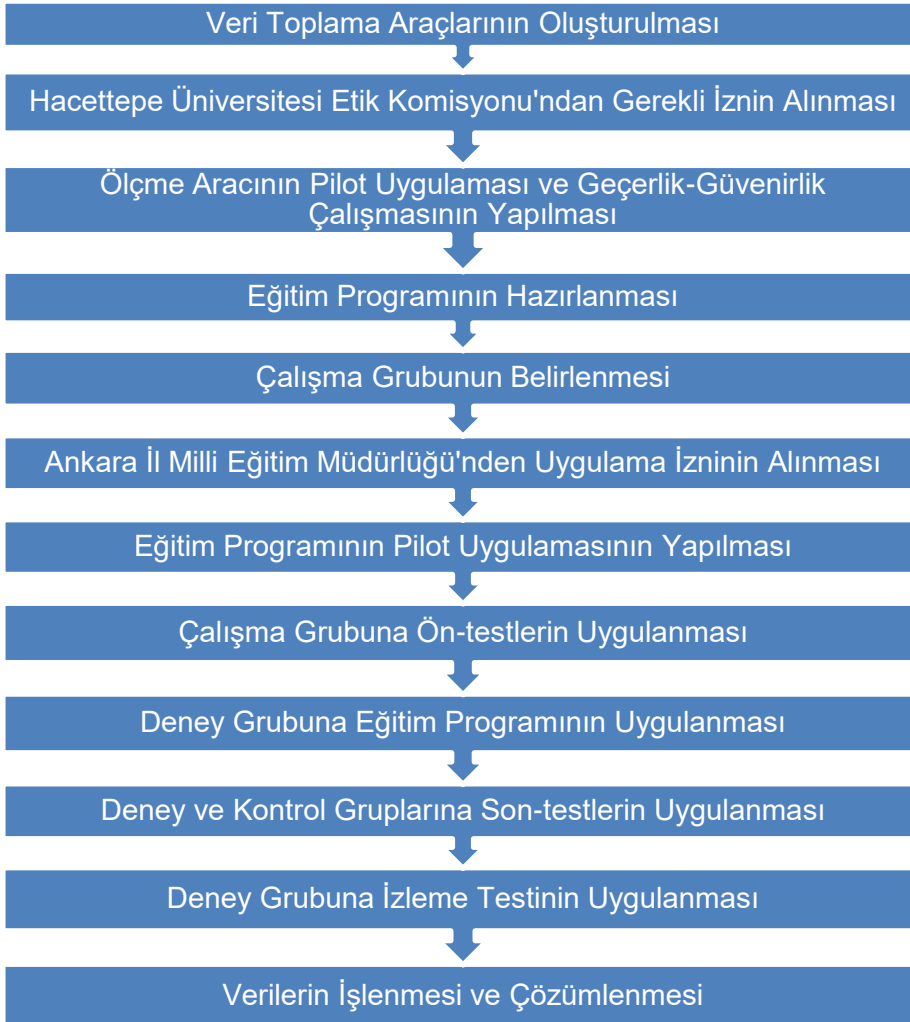 Veri Toplama Araçlarının Oluşturulması
Hacettepe Üniversitesi Etik Komisyonu'ndan Gerekli İznin Alınması
Ölçme Aracının Pilot Uygulaması ve Geçerlik-Güvenirlik
Çalışmasının Yapılması
Eğitim Programının Hazırlanması
Çalışma Grubunun Belirlenmesi
Ankara İl Milli Eğitim Müdürlüğü'nden Uygulama İzninin Alınması
Eğitim Programının Pilot Uygulamasının Yapılması
Çalışma Grubuna Ön-testlerin Uygulanması
Deney Grubuna Eğitim Programının Uygulanması
Deney ve Kontrol Gruplarına Son-testlerin Uygulanması
Deney Grubuna İzleme Testinin Uygulanması
Verilerin İşlenmesi ve Çözümlenmesi